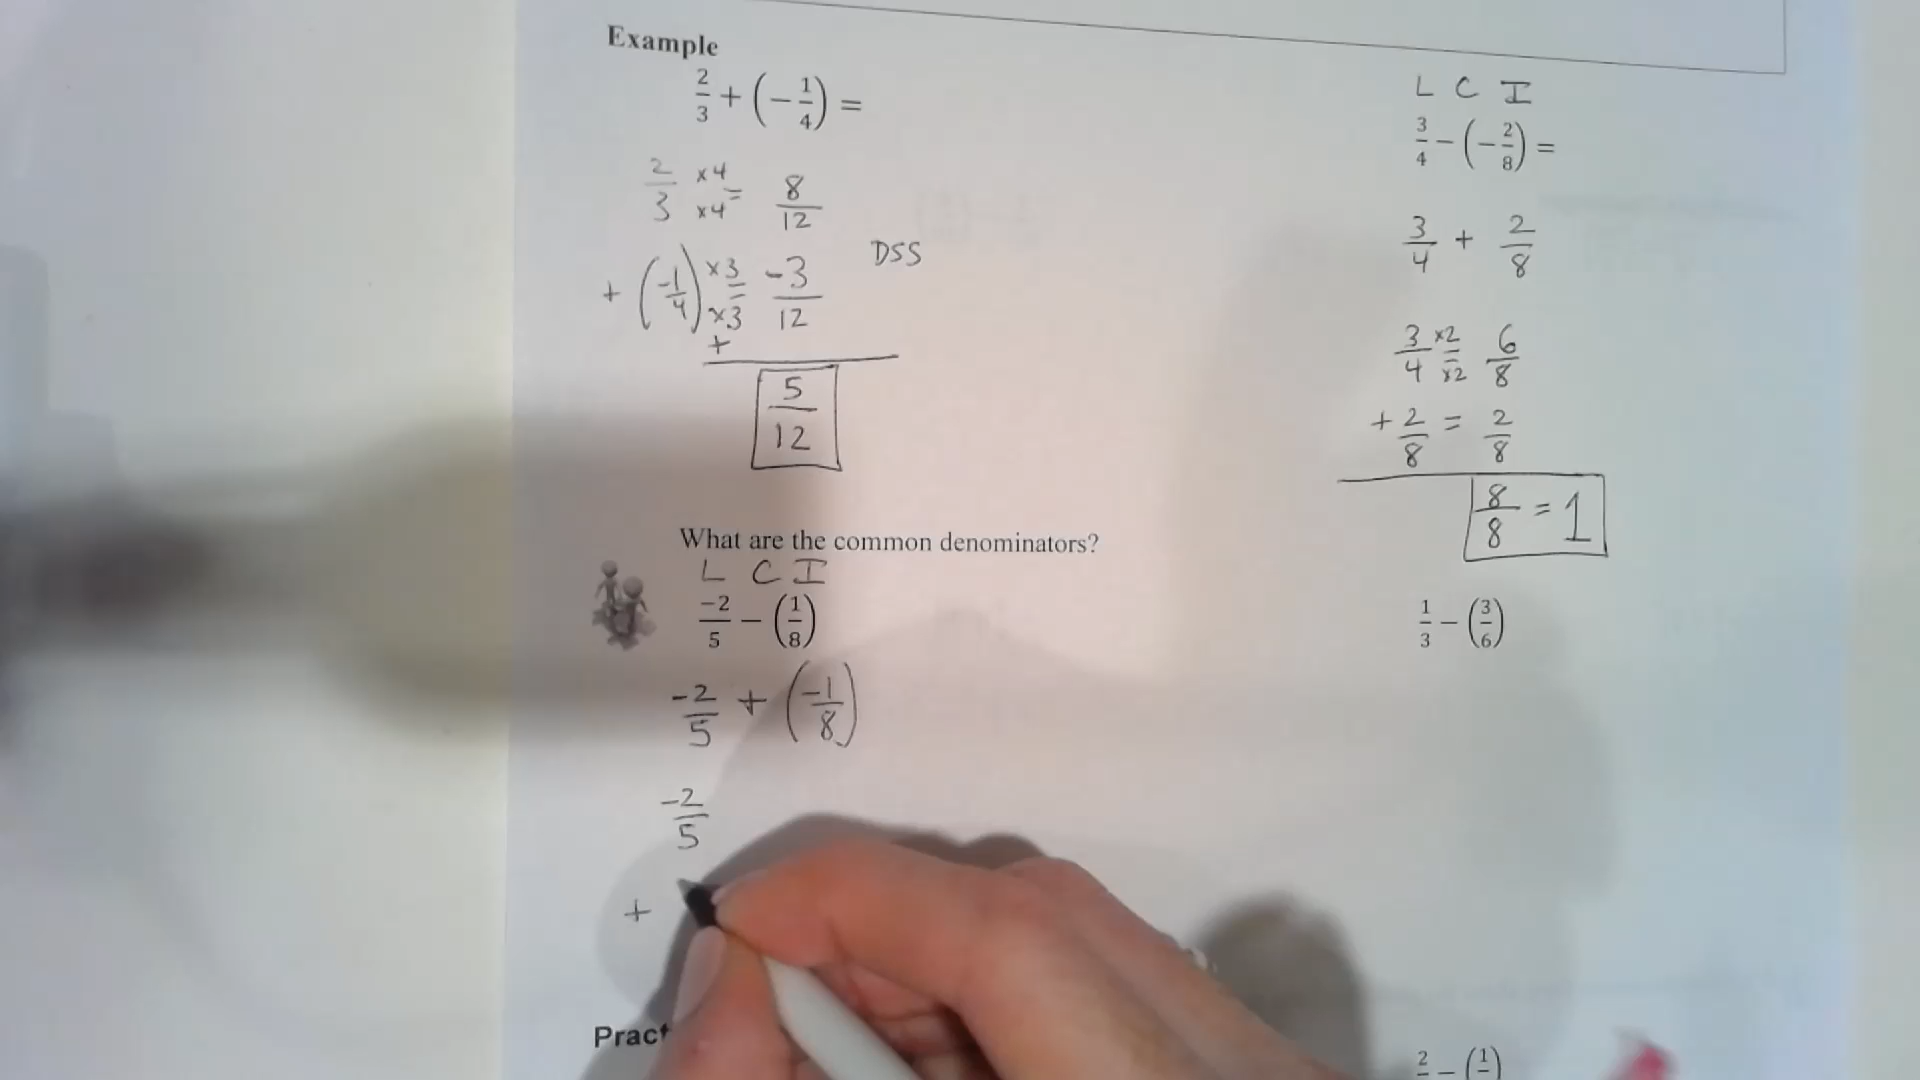 Example
2/3 + (-1/4) =
2/3 ×4/×4 = 8/12
DSS
+ (-1/4) ×3/×3 = -3/12
+
5/12
L C I
3/4 - (-2/8) =
3/4 + 2/8
3/4 ×2/×2 = 6/8
+ 2/8 = 2/8
8/8 = 1
What are the common denominators?
L C I
-2/5 - (1/8)
-2/5 + (-1/8)
-2/5
+
1/3 - (3/6)